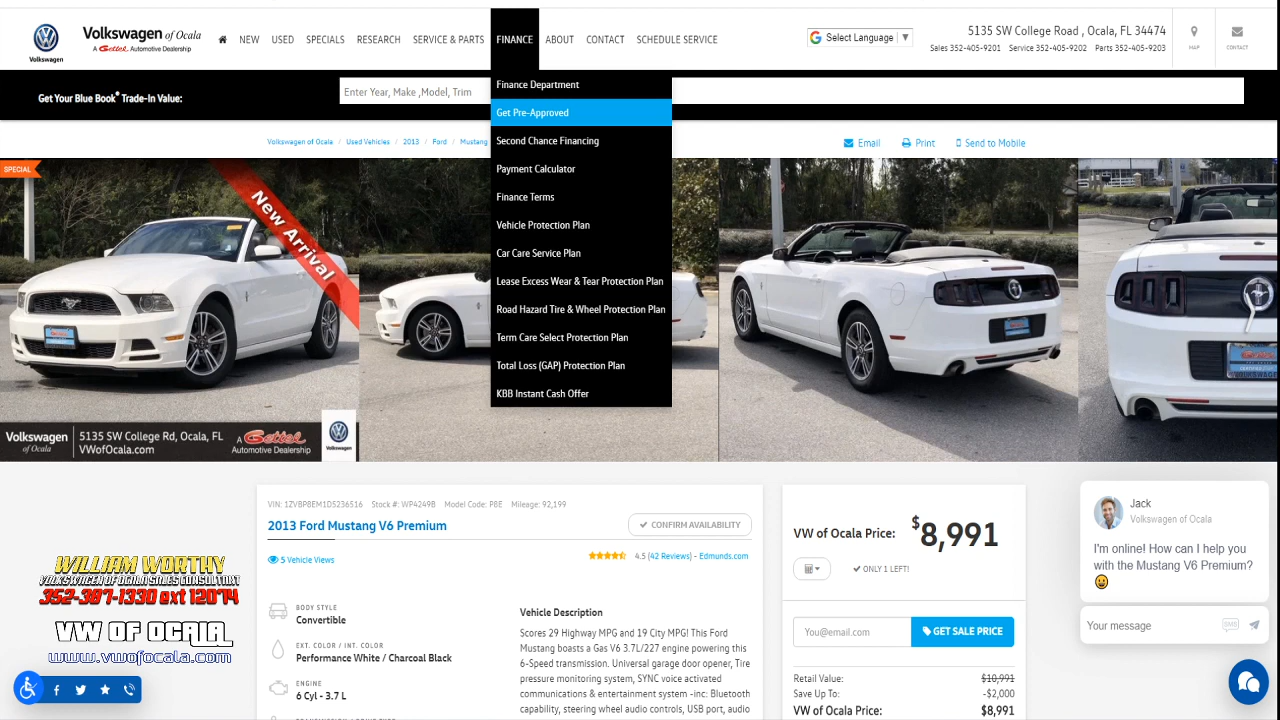 Volkswagen
Volkswagen of Ocala
A Gettel Automotive Dealership
NEW USED SPECIALS RESEARCH SERVICE & PARTS FINANCE ABOUT CONTACT SCHEDULE SERVICE
Select Language
5135 SW College Road , Ocala, FL 34474
Sales 352-405-9201 Service 352-405-9202 Parts 352-405-9203
MAP
CONTACT
Get Your Blue Book® Trade-In Value:
Enter Year, Make ,Model, Trim
Finance Department
Get Pre-Approved
Second Chance Financing
Payment Calculator
Finance Terms
Vehicle Protection Plan
Car Care Service Plan
Lease Excess Wear & Tear Protection Plan
Road Hazard Tire & Wheel Protection Plan
Term Care Select Protection Plan
Total Loss (GAP) Protection Plan
KBB Instant Cash Offer
Volkswagen of Ocala / Used Vehicles / 2013 / Ford / Mustang
Email Print Send to Mobile
SPECIAL
New Arrival
Volkswagen of Ocala
5135 SW College Rd, Ocala, FL
VWofOcala.com
A Gettel Automotive Dealership
Volkswagen
VIN: 1ZVBP8EM1D5236516 Stock #: WP4249B Model Code: P8E Mileage: 92,199
2013 Ford Mustang V6 Premium
CONFIRM AVAILABILITY
5 Vehicle Views
4.5 (42 Reviews) - Edmunds.com
BODY STYLE
Convertible
EXT. COLOR / INT. COLOR
Performance White / Charcoal Black
ENGINE
6 Cyl - 3.7 L
Vehicle Description
Scores 29 Highway MPG and 19 City MPG! This Ford
Mustang boasts a Gas V6 3.7L/227 engine powering this
6-Speed transmission. Universal garage door opener, Tire
pressure monitoring system, SYNC voice activated
communications & entertainment system -inc: Bluetooth
capability, steering wheel audio controls, USB port, audio
VW of Ocala Price: $8,991
ONLY 1 LEFT!
You@email.com
GET SALE PRICE
Retail Value: $10,991
Save Up To: -$2,000
VW of Ocala Price: $8,991
Jack
Volkswagen of Ocala
I'm online! How can I help you
with the Mustang V6 Premium?
Your message
SMS
WILLIAM WORTHY
VOLKSWAGEN OF OCALA SALES CONSULTANT
352-387-1330 ext 120*14
VW OF OCALA
www.vwofocala.com